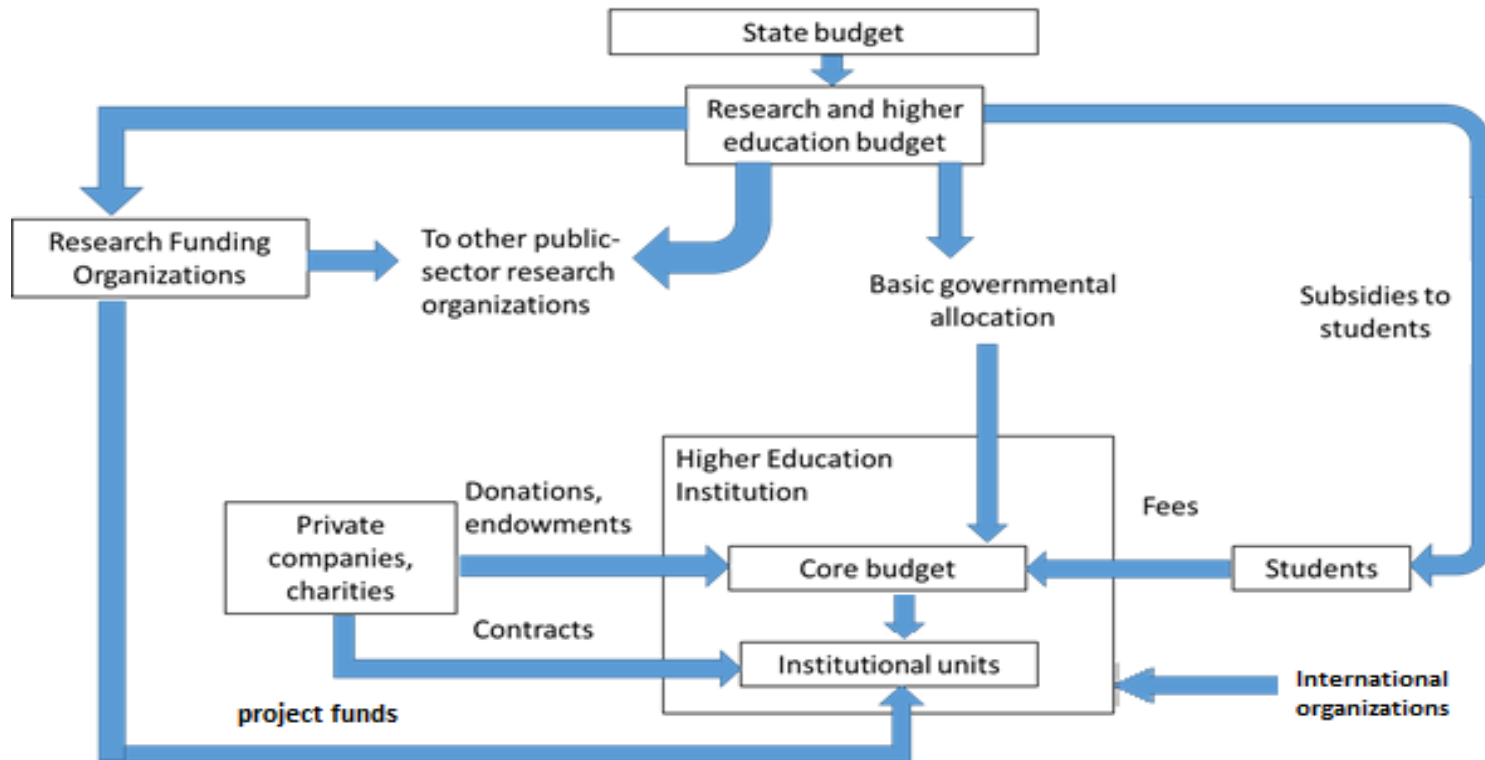 State budget
Research and higher
education budget
Research Funding
Organizations
To other public-
sector research
organizations
Basic governmental
allocation
Subsidies to
students
Higher Education
Institution
Donations,
endowments
Private
companies,
charities
Fees
Core budget
Students
Contracts
Institutional units
International
organizations
project funds